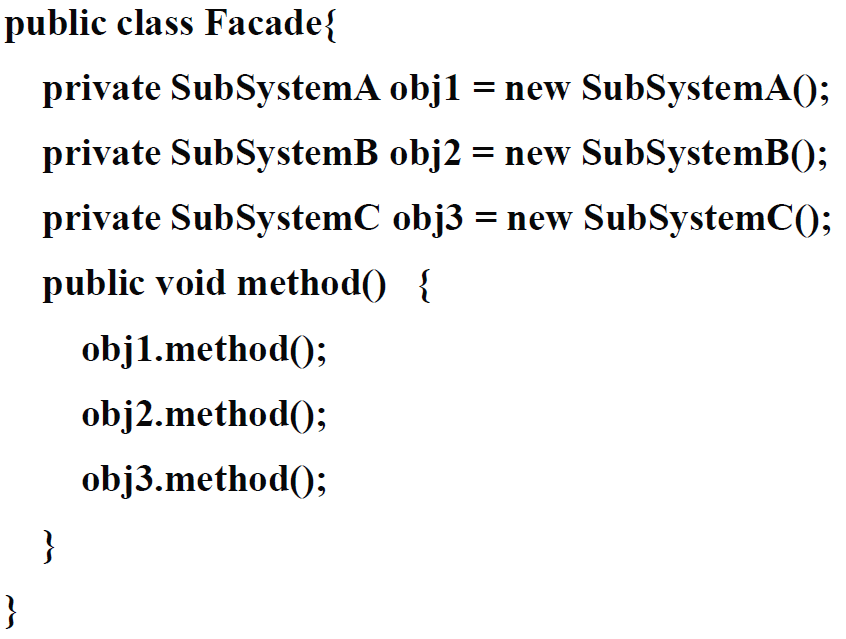 public class Facade{
private SubSystemA obj1 = new SubSystemA();
private SubSystemB obj2 = new SubSystemB();
private SubSystemC obj3 = new SubSystemC();
public void method() {
obj1.method();
obj2.method();
obj3.method();
}
}